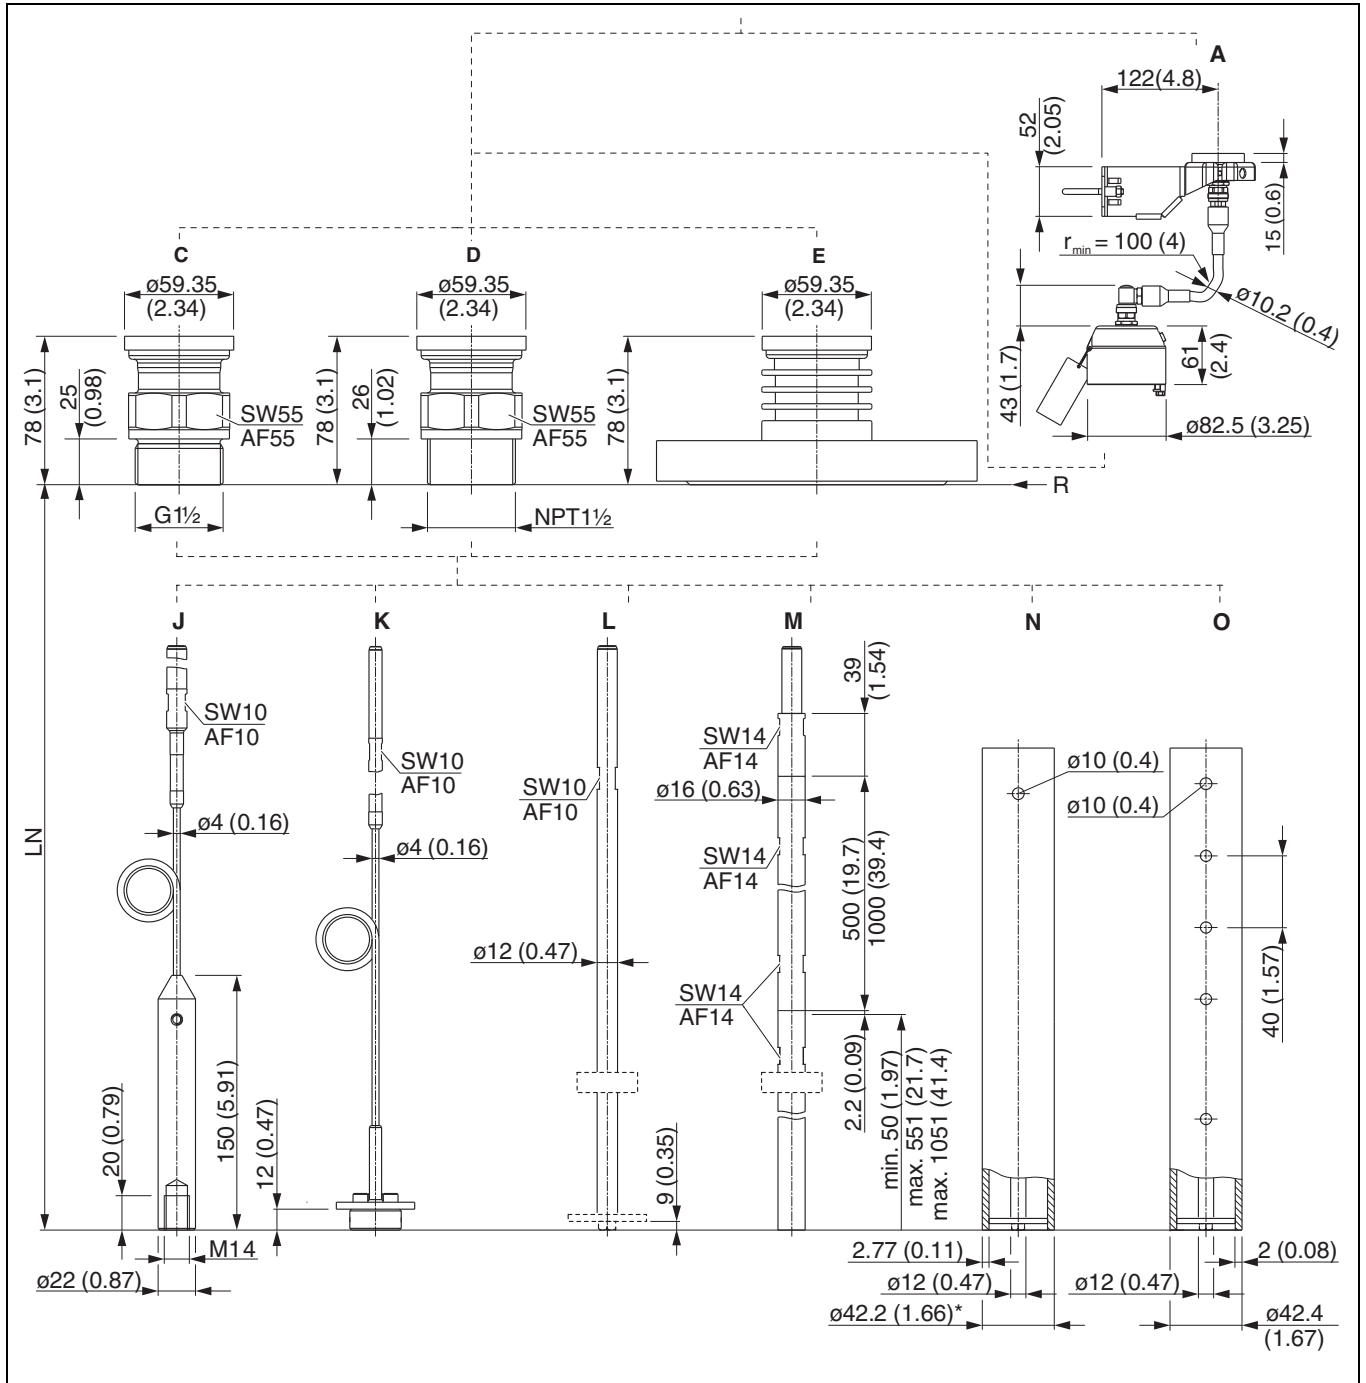 A
122(4.8)
52
(2.05)
15 (0.6)
rmin = 100 (4)
ø10.2 (0.4)
43 (1.7)
61
(2.4)
ø82.5 (3.25)
C
D
E
ø59.35
(2.34)
ø59.35
(2.34)
ø59.35
(2.34)
78 (3.1)
25
(0.98)
SW55
AF55
78 (3.1)
26
(1.02)
SW55
AF55
78 (3.1)
R
G1½
NPT1½
LN
J
K
L
M
N
O
SW10
AF10
ø4 (0.16)
20 (0.79)
150 (5.91)
M14
ø22 (0.87)
SW10
AF10
ø4 (0.16)
12 (0.47)
SW10
AF10
ø12 (0.47)
9 (0.35)
39
(1.54)
SW14
AF14
ø16 (0.63)
SW14
AF14
500 (19.7)
1000 (39.4)
SW14
AF14
2.2 (0.09)
min. 50 (1.97)
max. 551 (21.7)
max. 1051 (41.4)
ø10 (0.4)
ø10 (0.4)
40 (1.57)
2.77 (0.11)
ø12 (0.47)
ø42.2 (1.66)*
2 (0.08)
ø12 (0.47)
ø42.4
(1.67)